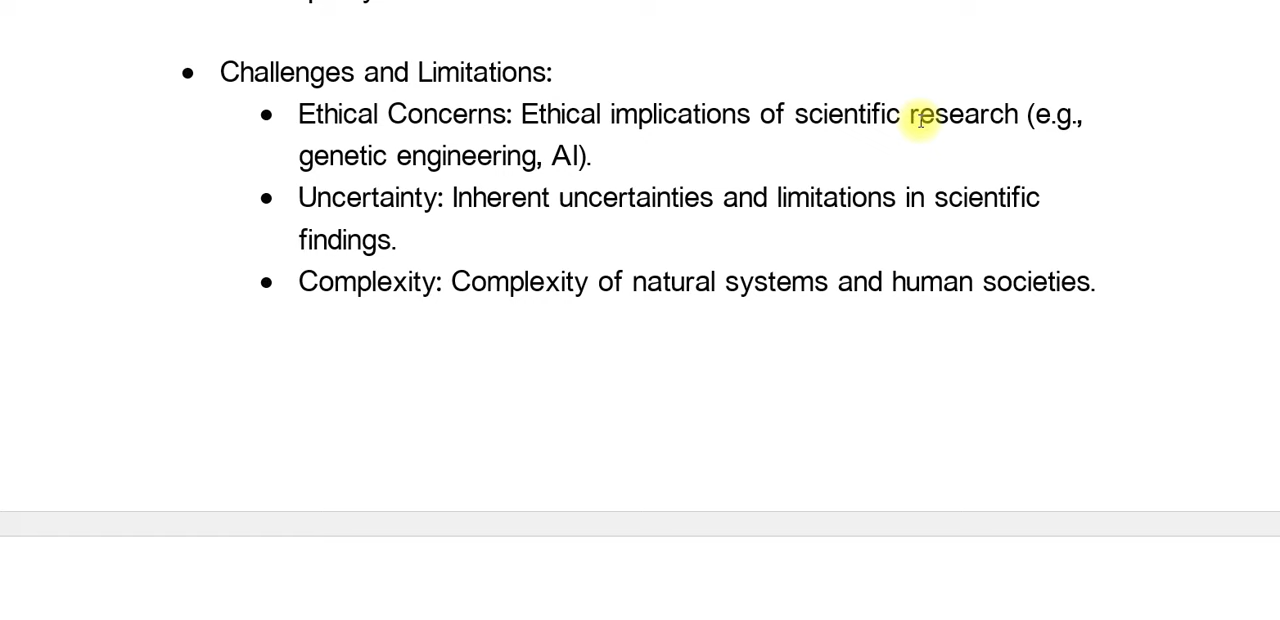 • Challenges and Limitations:
• Ethical Concerns: Ethical implications of scientific research (e.g.,
genetic engineering, AI).
• Uncertainty: Inherent uncertainties and limitations in scientific
findings.
• Complexity: Complexity of natural systems and human societies.